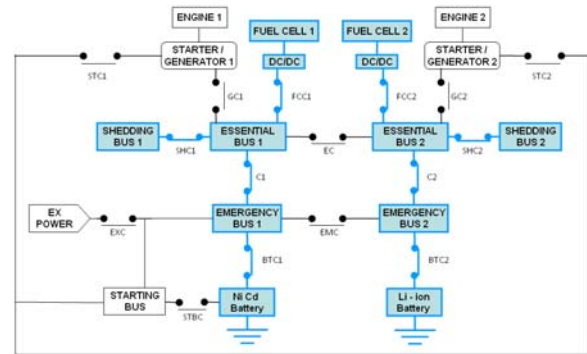 ENGINE 1
FUEL CELL 1
FUEL CELL 2
ENGINE 2
STARTER /
GENERATOR 1
DC/DC
DC/DC
STARTER /
GENERATOR 2
STC1
STC2
GC1
FCC1
FCC2
GC2
SHEDDING
BUS 1
ESSENTIAL
BUS 1
ESSENTIAL
BUS 2
SHEDDING
BUS 2
SHC1
EC
SHC2
C1
C2
EX
POWER
EMERGENCY
BUS 1
EMERGENCY
BUS 2
EXC
EMC
BTC1
BTC2
STARTING
BUS
Ni Cd
Battery
Li - ion
Battery
STBC